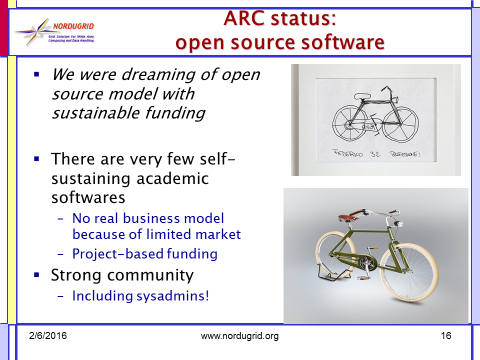 NORDUGRID
Grid Solution for Wide Area
Computing and Data Handling
ARC status:
open source software
We were dreaming of open
source model with
sustainable funding
There are very few self-
sustaining academic
softwares
– No real business model
because of limited market
– Project-based funding
Strong community
– Including sysadmins!
32
2/6/2016
www.nordugrid.org
16